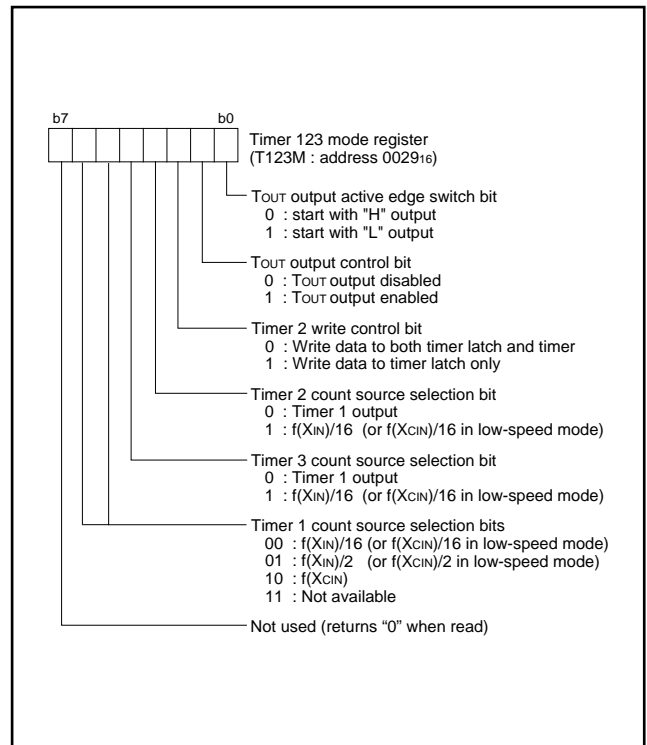 b7 b0
Timer 123 mode register
(T123M : address 002916)
TOUT output active edge switch bit
0 : start with "H" output
1 : start with "L" output
TOUT output control bit
0 : TOUT output disabled
1 : TOUT output enabled
Timer 2 write control bit
0 : Write data to both timer latch and timer
1 : Write data to timer latch only
Timer 2 count source selection bit
0 : Timer 1 output
1 : f(XIN)/16 (or f(XCIN)/16 in low-speed mode)
Timer 3 count source selection bit
0 : Timer 1 output
1 : f(XIN)/16 (or f(XCIN)/16 in low-speed mode)
Timer 1 count source selection bits
00 : f(XIN)/16 (or f(XCIN)/16 in low-speed mode)
01 : f(XIN)/2 (or f(XCIN)/2 in low-speed mode)
10 : f(XCIN)
11 : Not available
Not used (returns “0” when read)